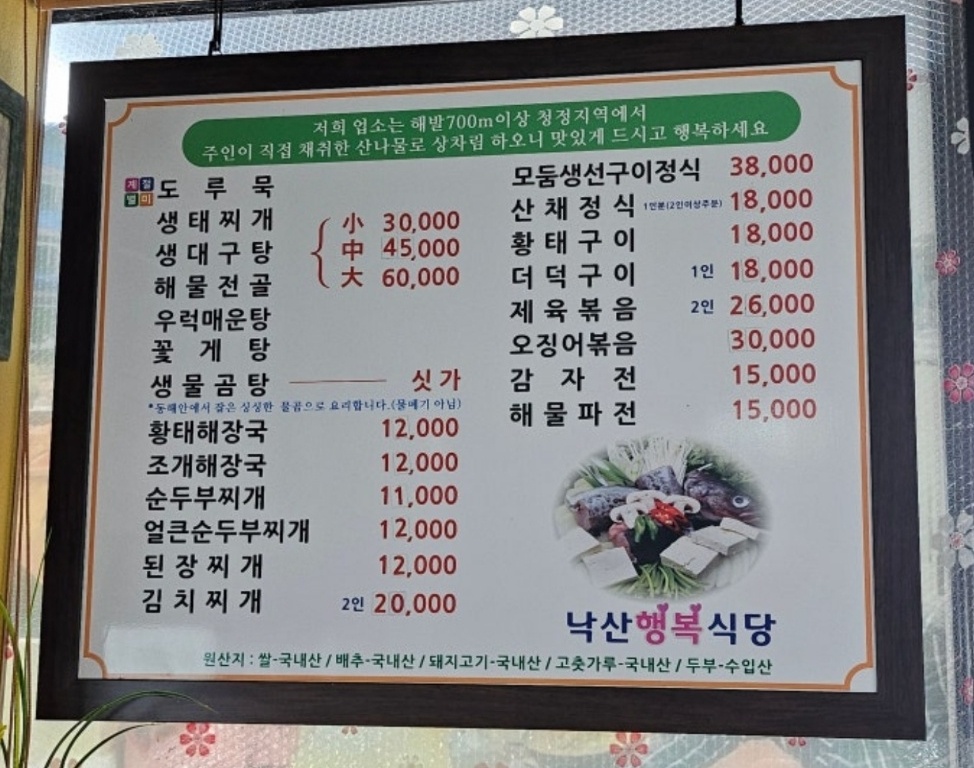 저희 업소는 해발700m이상 청정지역에서
주인이 직접 채취한 산나물로 상차림 하오니 맛있게 드시고 행복하세요
계절별미 도루묵
생태찌개
생대구탕
해물전골
우럭매운탕
꽃게탕
小 30,000
中 45,000
大 60,000
생물곰탕 싯가
*동해안에서 잡은 싱싱한 물곰으로 요리합니다.(물메기 아님)
황태해장국 12,000
조개해장국 12,000
순두부찌개 11,000
얼큰순두부찌개 12,000
된장찌개 12,000
김치찌개 2인 20,000
모둠생선구이정식 38,000
산채정식 1인분(2인이상주문) 18,000
황태구이 18,000
더덕구이 1인 18,000
제육볶음 2인 26,000
오징어볶음 30,000
감자전 15,000
해물파전 15,000
낙산행복식당
원산지 : 쌀-국내산 / 배추-국내산 / 돼지고기-국내산 / 고춧가루-국내산 / 두부-수입산